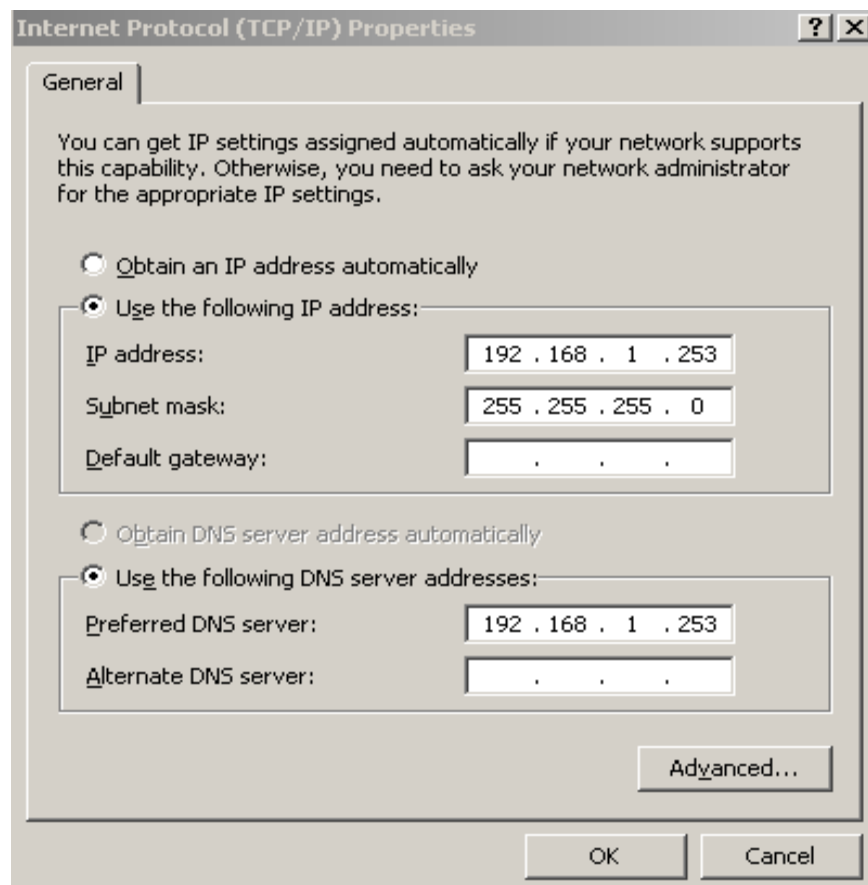 Internet Protocol (TCP/IP) Properties
General
You can get IP settings assigned automatically if your network supports
this capability. Otherwise, you need to ask your network administrator
for the appropriate IP settings.
Obtain an IP address automatically
Use the following IP address:
IP address: 192 . 168 . 1 . 253
Subnet mask: 255 . 255 . 255 . 0
Default gateway: . . .
Obtain DNS server address automatically
Use the following DNS server addresses:
Preferred DNS server: 192 . 168 . 1 . 253
Alternate DNS server: . . .
Advanced...
OK Cancel